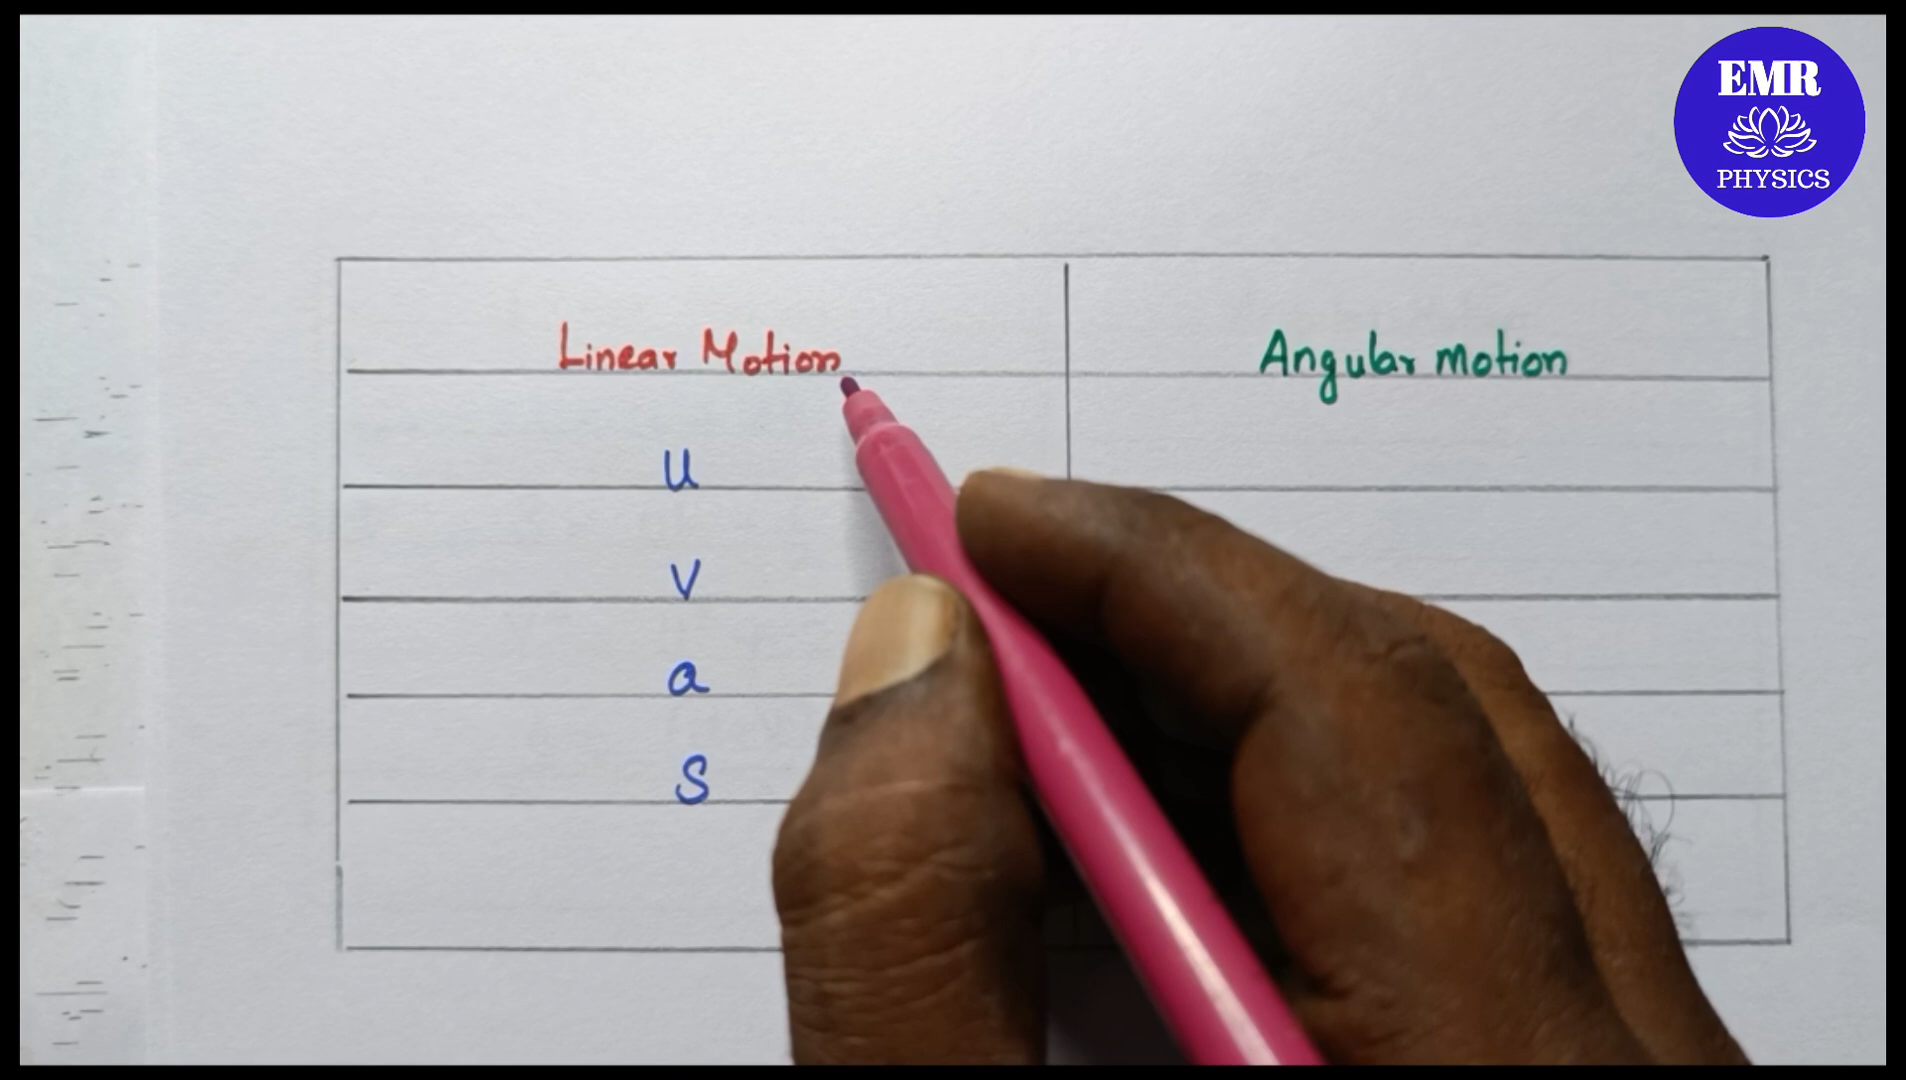 EMR
PHYSICS
Linear Motion
Angular motion
u
v
a
S